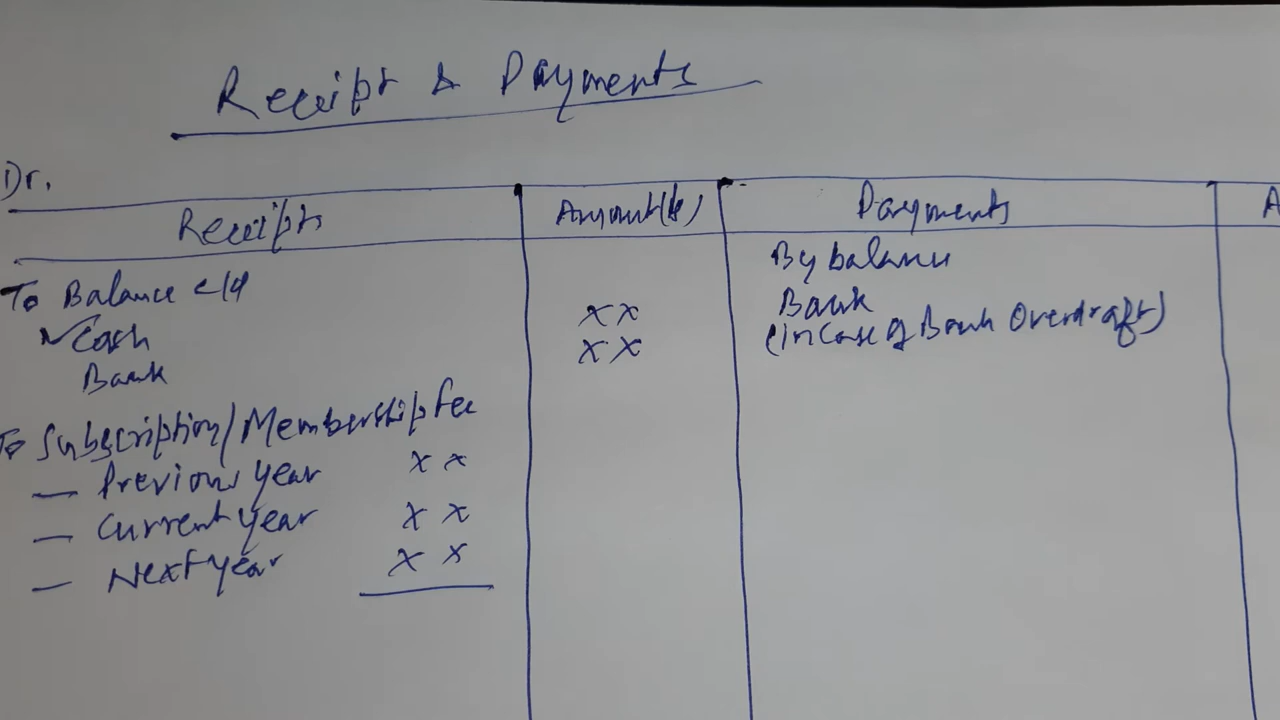 Receipt & Payments
Dr.
Receipts Amount Payments A
To Balance
Cash xx
Bank xx
To Subscription/Membership fee
— Previous year xx
— Current year xx
— Next year xx
By balance
Bank
(In Case of Bank Overdraft)